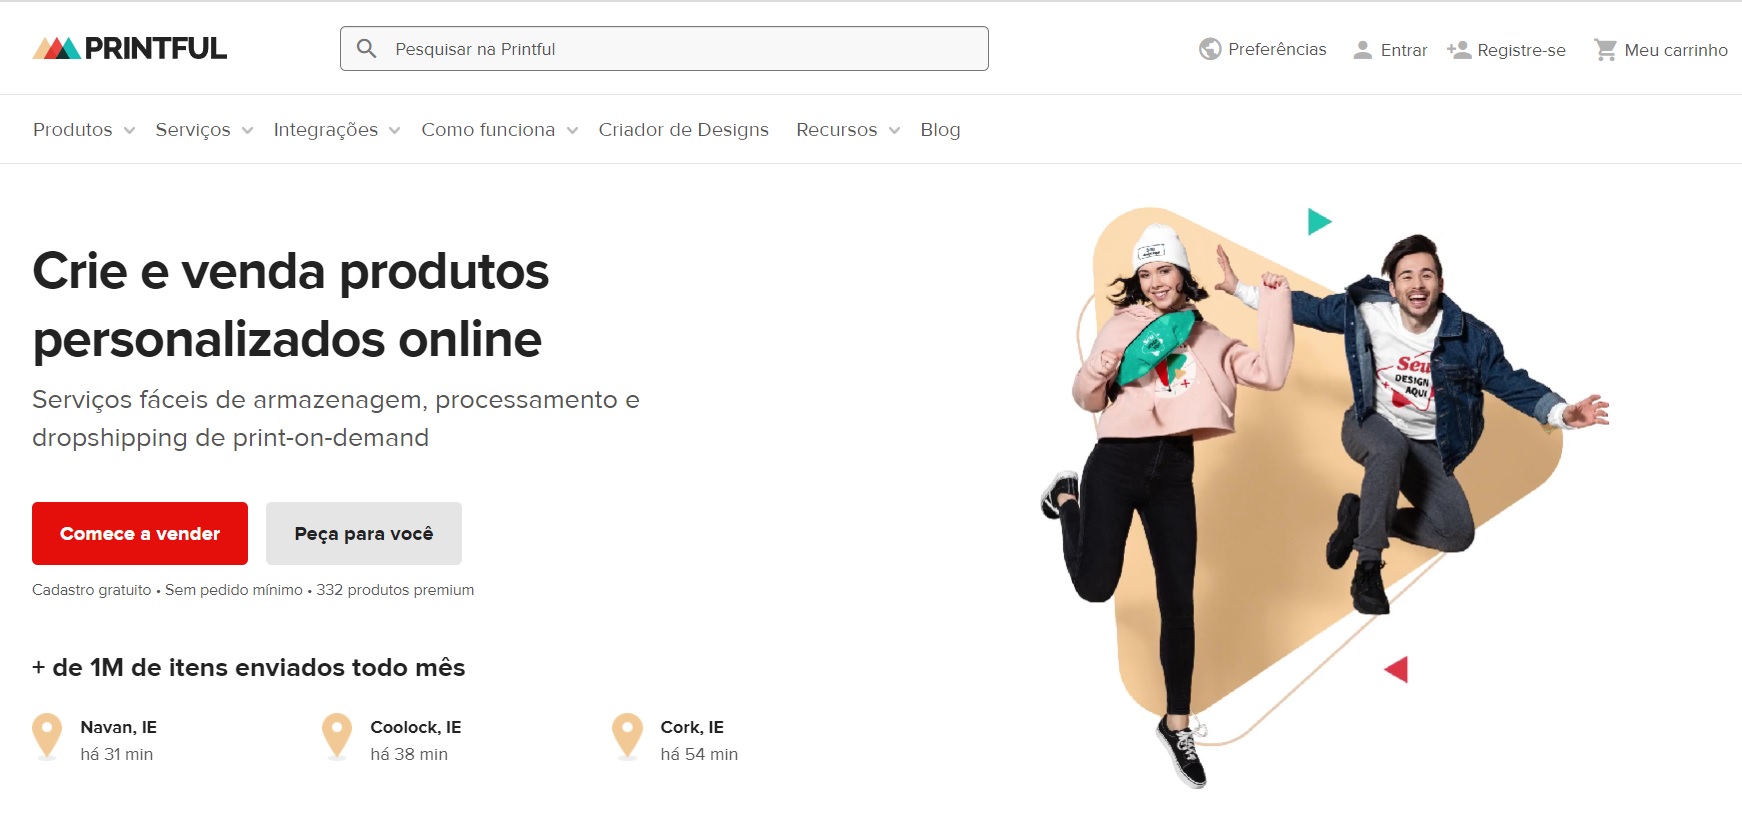 PRINTFUL
Pesquisar na Printful
Preferências
Entrar
Registre-se
Meu carrinho
Produtos
Serviços
Integrações
Como funciona
Criador de Designs
Recursos
Blog
Crie e venda produtos
personalizados online
Serviços fáceis de armazenagem, processamento e
dropshipping de print-on-demand
Comece a vender
Peça para você
Cadastro gratuito • Sem pedido mínimo • 332 produtos premium
+ de 1M de itens enviados todo mês
Navan, IE
há 31 min
Coolock, IE
há 38 min
Cork, IE
há 54 min
Seu
DESIGN
AQUI